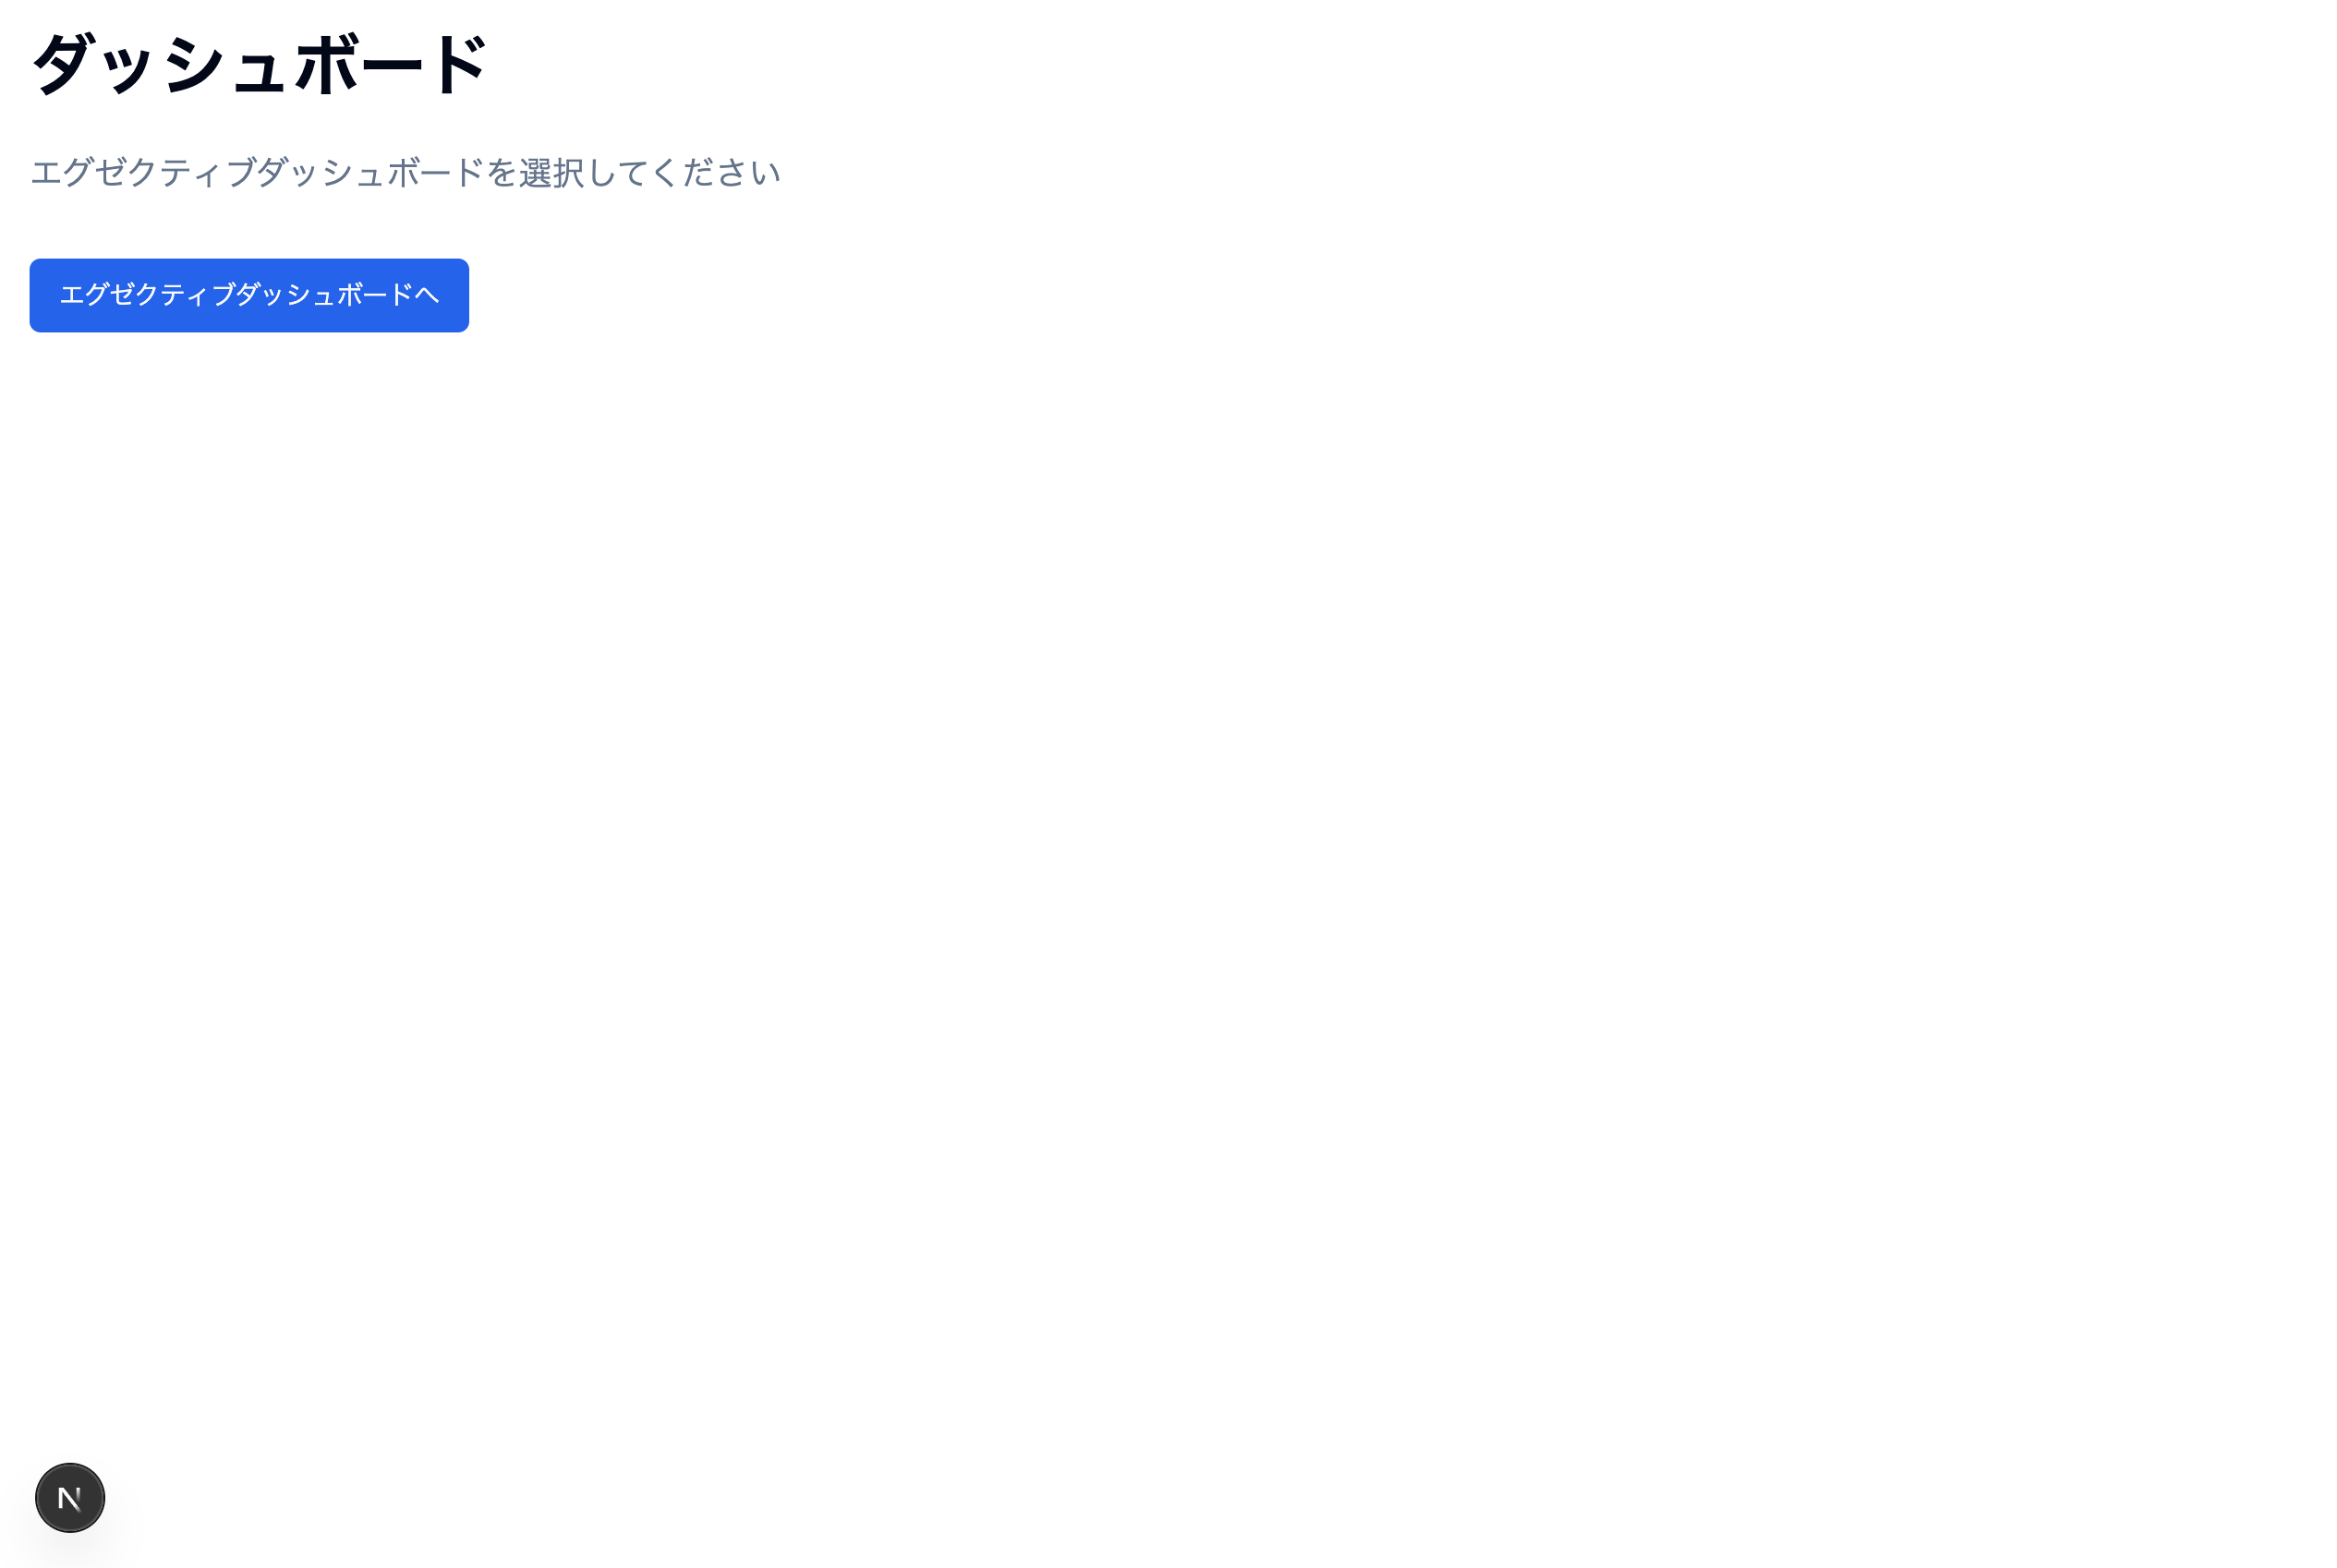 ダッシュボード
エグゼクティブダッシュボードを選択してください
エグゼクティブダッシュボードへ
N